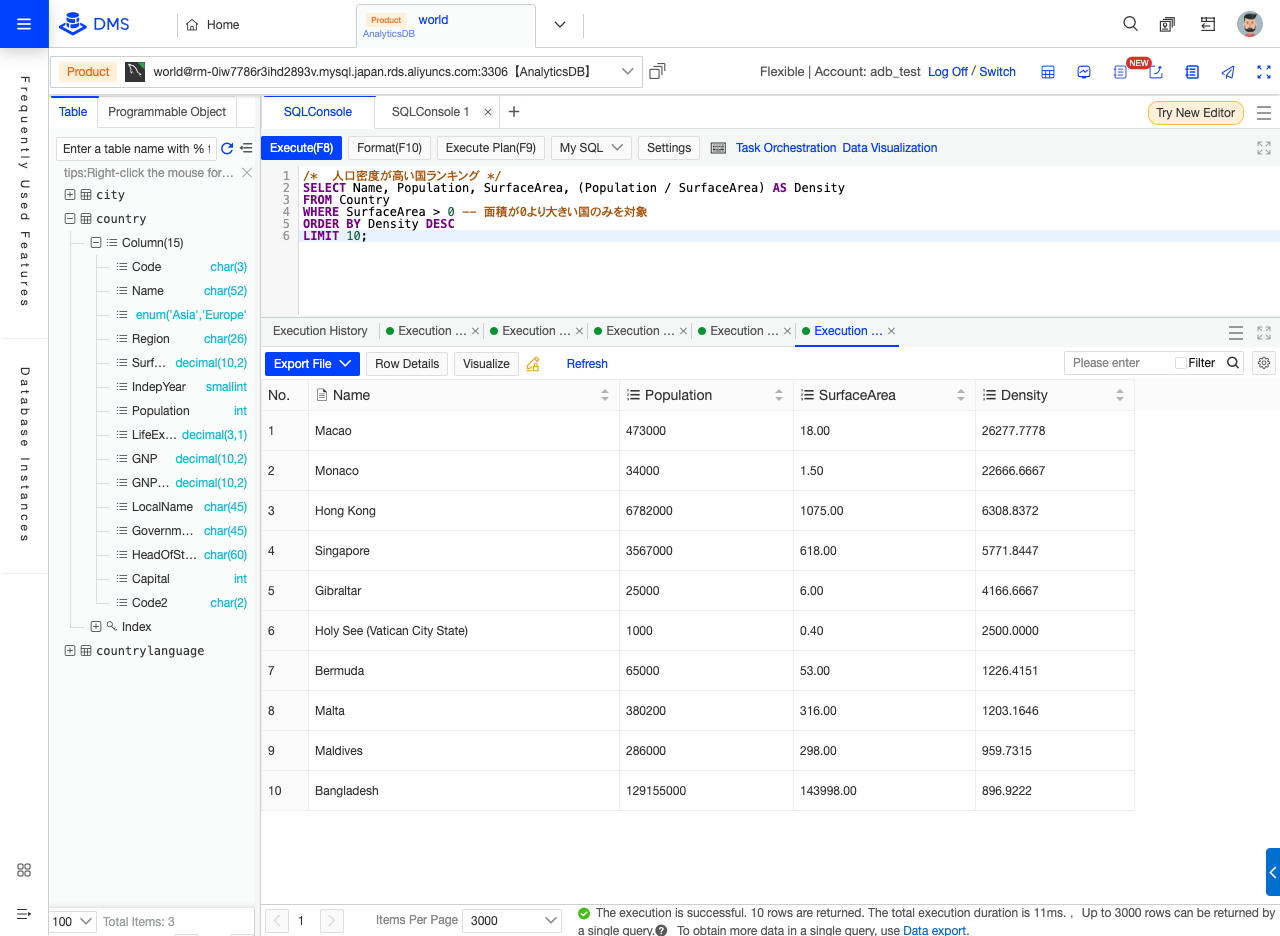 DMS
Home
Product
world
AnalyticsDB
Product
world@rm-0iw7786r3ihd2893v.mysql.japan.rds.aliyuncs.com:3306【AnalyticsDB】
Flexible | Account: adb_test Log Off / Switch
NEW
Frequently Used Features
Database Instances
Table
Programmable Object
Enter a table name with % f
tips:Right-click the mouse for...
city
country
Column(15)
Code char(3)
Name char(52)
enum('Asia','Europe'
Region char(26)
Surf... decimal(10,2)
IndepYear smallint
Population int
LifeEx... decimal(3,1)
GNP decimal(10,2)
GNP... decimal(10,2)
LocalName char(45)
Governm... char(45)
HeadOfSt... char(60)
Capital int
Code2 char(2)
Index
countrylanguage
100
Total Items: 3
SQLConsole
SQLConsole 1
Try New Editor
Execute(F8)
Format(F10)
Execute Plan(F9)
My SQL
Settings
Task Orchestration
Data Visualization
1 /* 人口密度が高い国ランキング */
2 SELECT Name, Population, SurfaceArea, (Population / SurfaceArea) AS Density
3 FROM Country
4 WHERE SurfaceArea > 0 -- 面積が0より大きい国のみを対象
5 ORDER BY Density DESC
6 LIMIT 10;
Execution History
Execution ...
Execution ...
Execution ...
Execution ...
Execution ...
Export File
Row Details
Visualize
Refresh
Please enter
Filter
No. Name Population SurfaceArea Density
1 Macao 473000 18.00 26277.7778
2 Monaco 34000 1.50 22666.6667
3 Hong Kong 6782000 1075.00 6308.8372
4 Singapore 3567000 618.00 5771.8447
5 Gibraltar 25000 6.00 4166.6667
6 Holy See (Vatican City State) 1000 0.40 2500.0000
7 Bermuda 65000 53.00 1226.4151
8 Malta 380200 316.00 1203.1646
9 Maldives 286000 298.00 959.7315
10 Bangladesh 129155000 143998.00 896.9222
1
Items Per Page
3000
The execution is successful. 10 rows are returned. The total execution duration is 11ms. , Up to 3000 rows can be returned by
a single query. To obtain more data in a single query, use Data export.